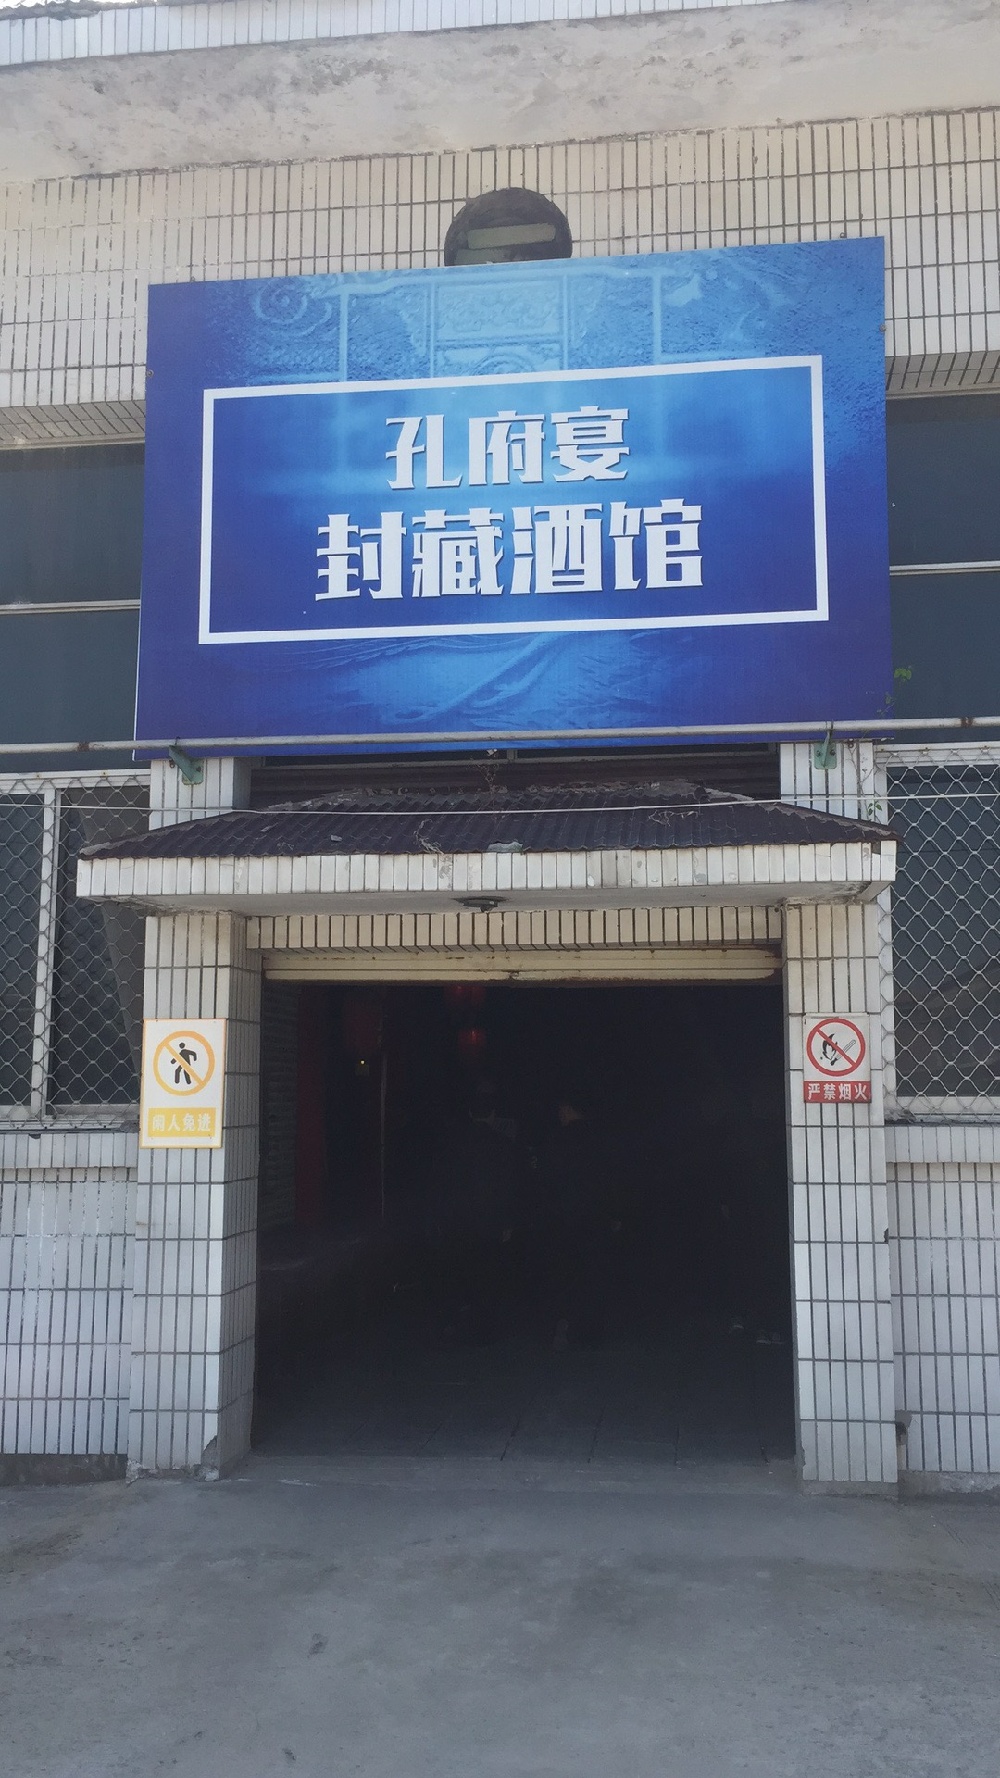 孔府宴
封藏酒馆
闲人免进
严禁烟火